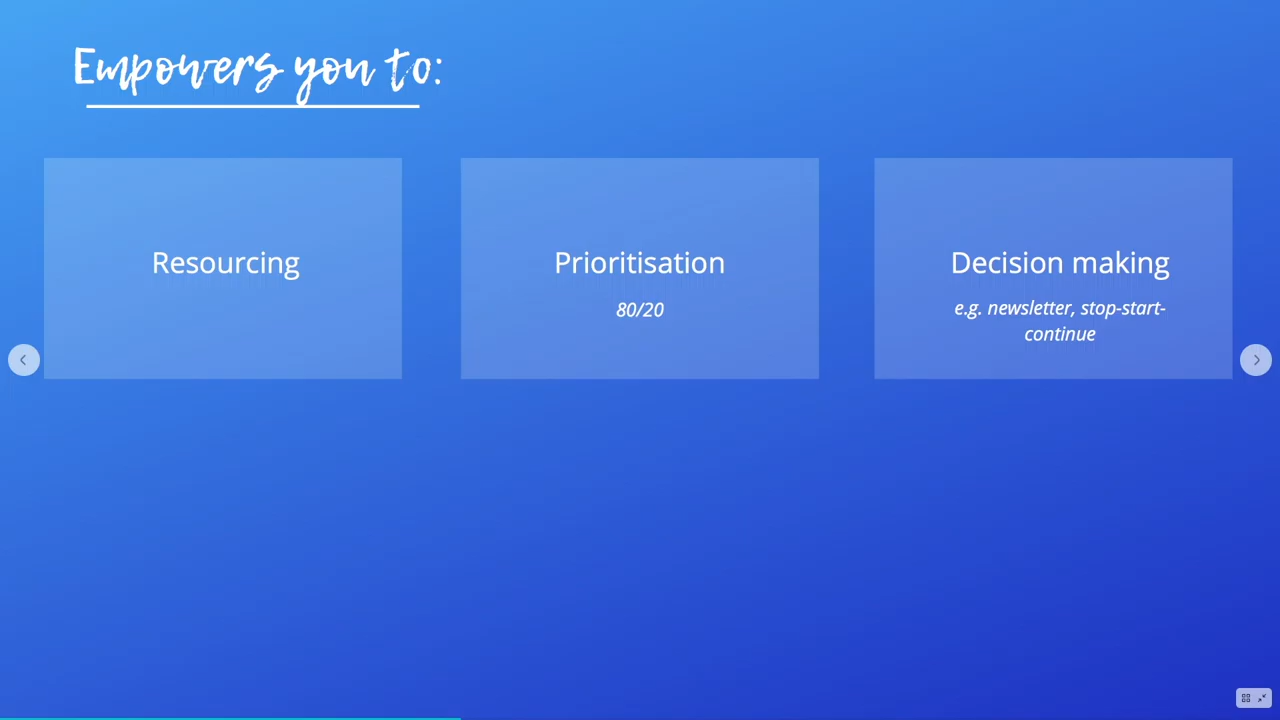 Empowers you to:
Resourcing
Prioritisation
80/20
Decision making
e.g. newsletter, stop-start-
continue